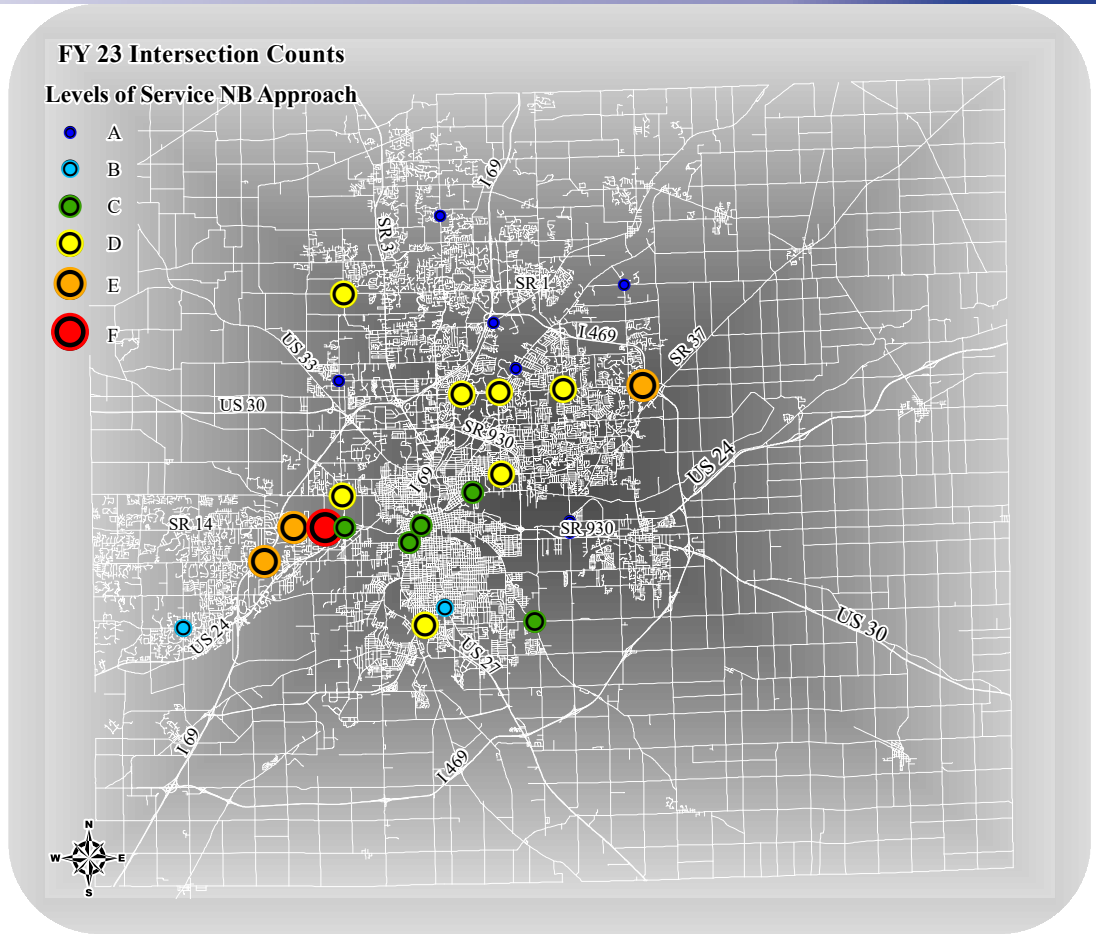 FY 23 Intersection Counts
Levels of Service NB Approach
A
B
C
D
E
F
I 69
SR 3
SR 1
I 469
SR 37
US 33
US 30
SR 930
US 24
I 69
SR 14
SR 930
US 24
US 27
US 30
I 69
I 469
N
W
E
S